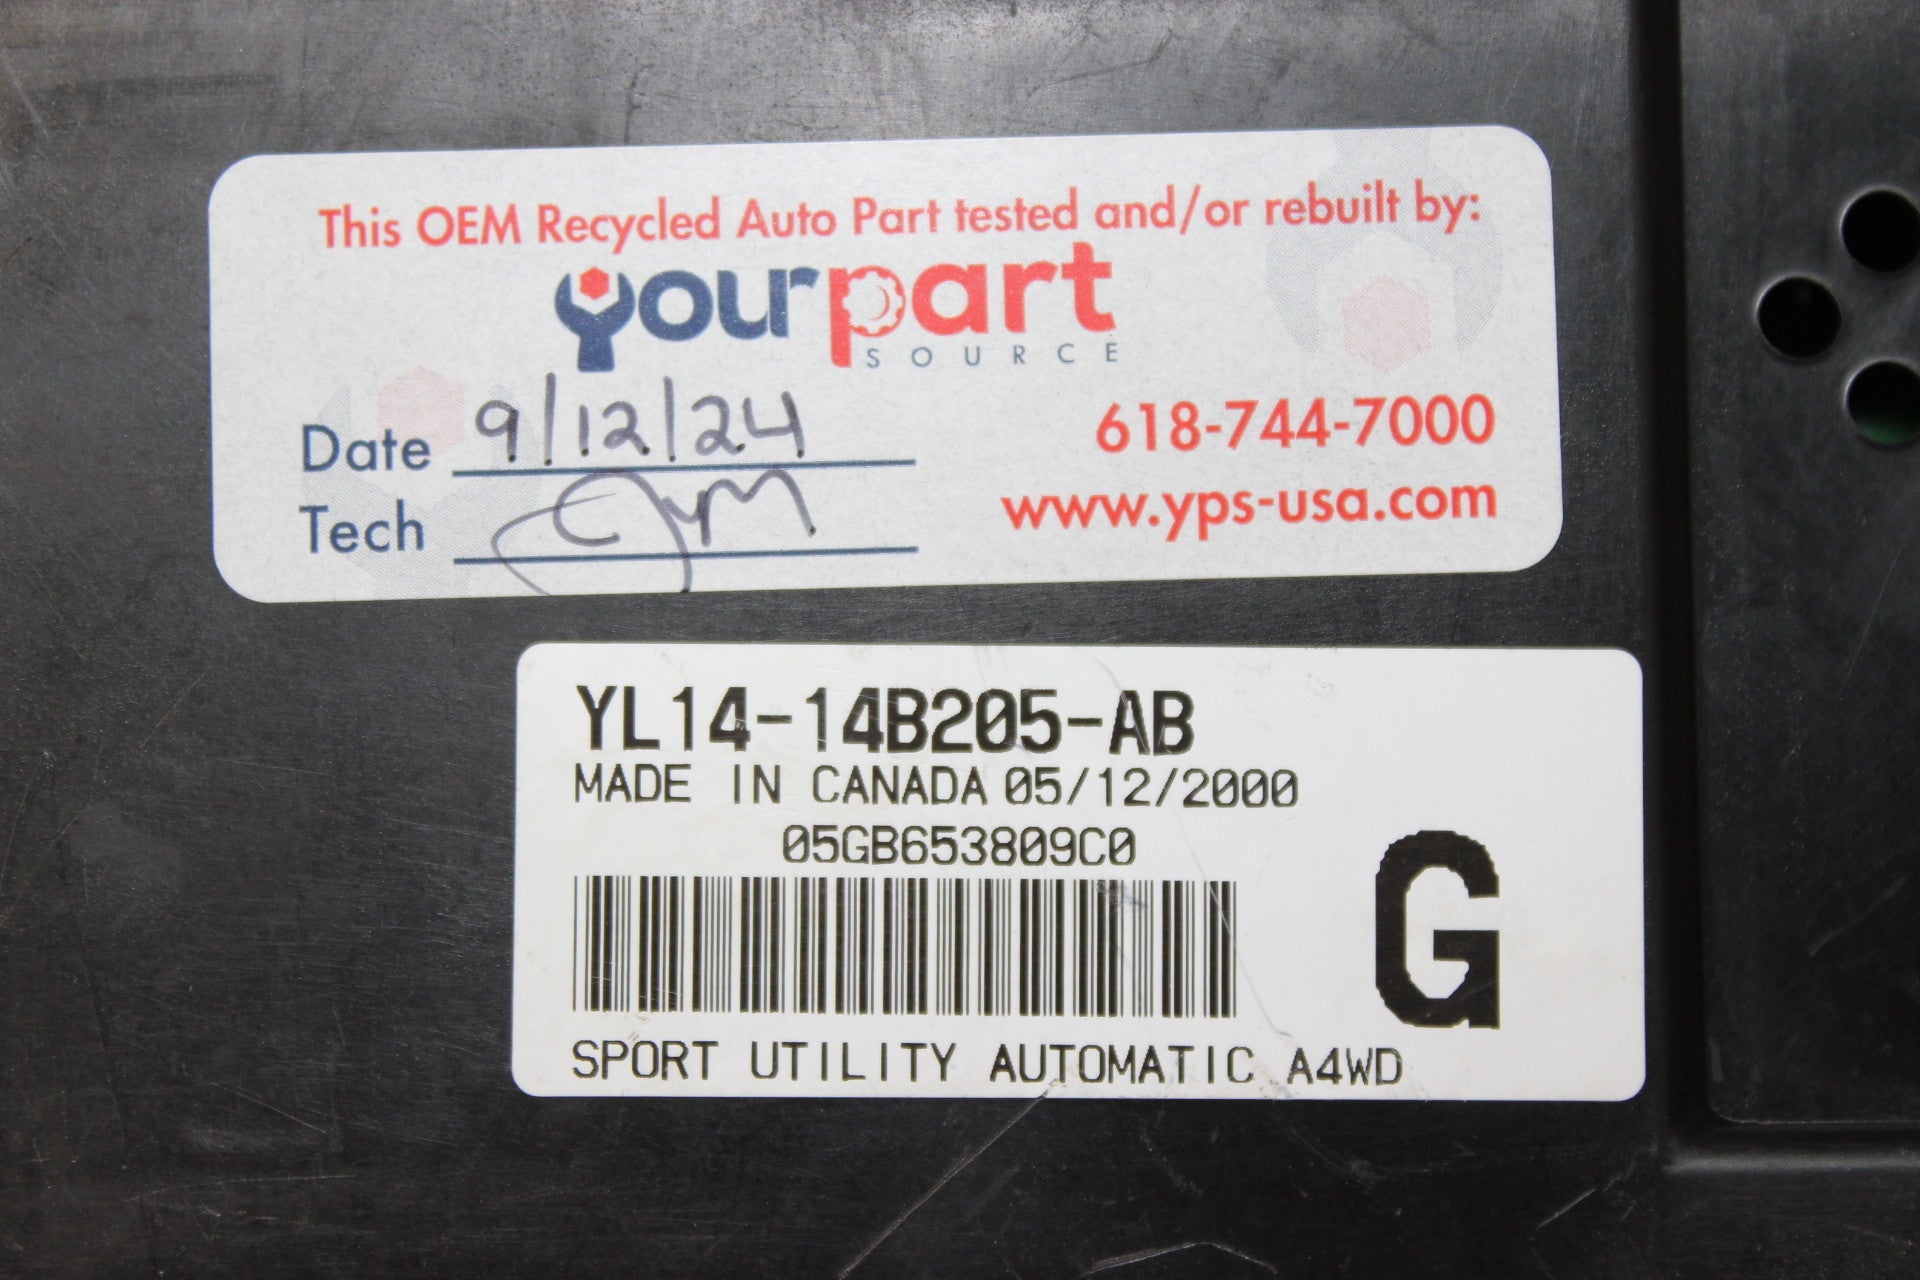 This OEM Recycled Auto Part tested and/or rebuilt by:
yourpart
SOURCE
Date 9/12/24
618-744-7000
Tech
www.yps-usa.com
YL14-14B205-AB
MADE IN CANADA 05/12/2000
05GB653809C0
G
SPORT UTILITY AUTOMATIC A4WD